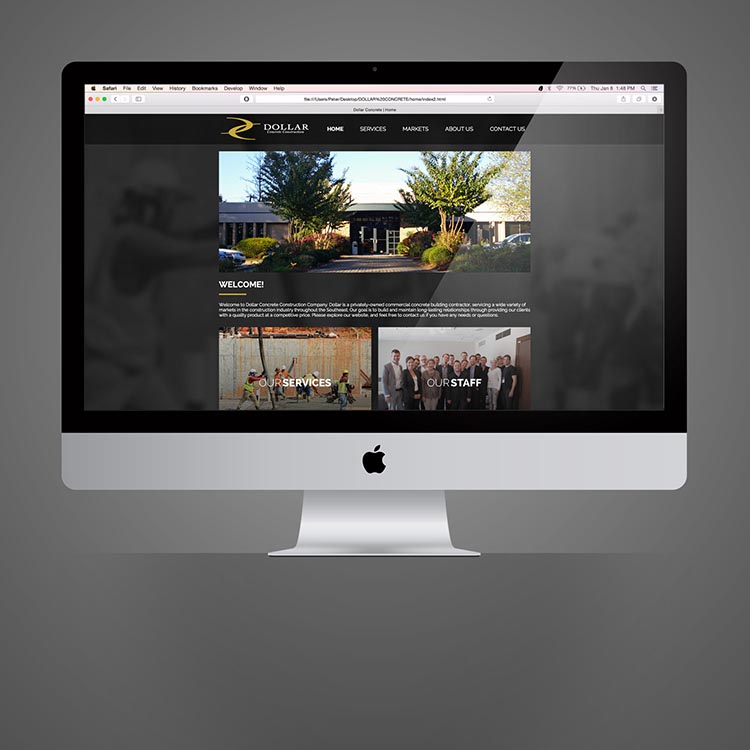 Safari File Edit View History Bookmarks Develop Window Help 77% Thu Jan 8 1:48 PM
file:///Users/Peter/Desktop/DOLLAR%20CONCRETE/home/index2.html
Dollar Concrete | Home
DOLLAR
Concrete Construction
HOME SERVICES MARKETS ABOUT US CONTACT US
WELCOME!
Welcome to Dollar Concrete Construction Company. Dollar is a privately-owned commercial concrete building contractor, servicing a wide variety of
markets in the construction industry throughout the Southeast. Our goal is to build and maintain long-lasting relationships through providing our clients
with a quality product at a competitive price. Please explore our website, and feel free to contact us if you have any needs or questions.
OUR SERVICES
OUR STAFF